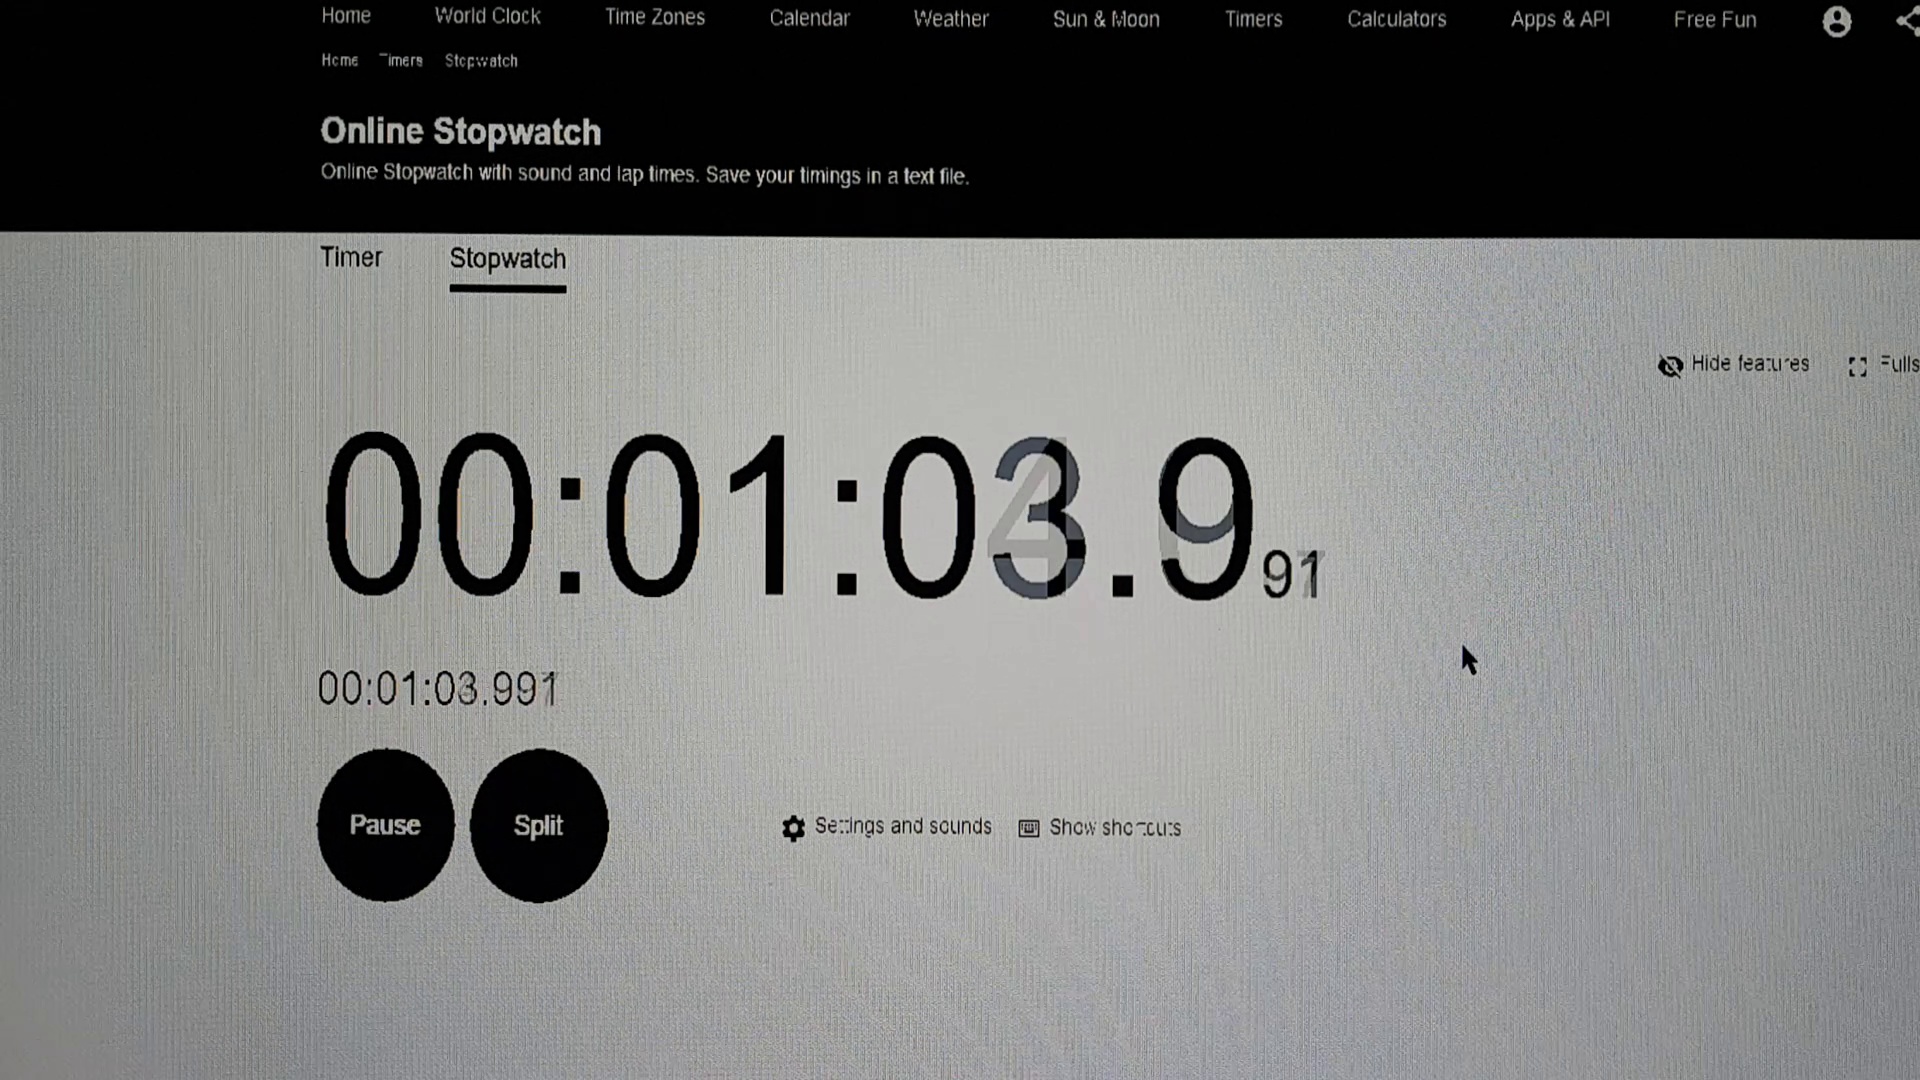 Home World Clock Time Zones Calendar Weather Sun & Moon Timers Calculators Apps & API Free Fun
Home Timers Stopwatch
Online Stopwatch
Online Stopwatch with sound and lap times. Save your timings in a text file.
Timer Stopwatch
Hide features Fulls
00:01:03.991
00:01:03.991
Pause Split
Settings and sounds Show shortcuts